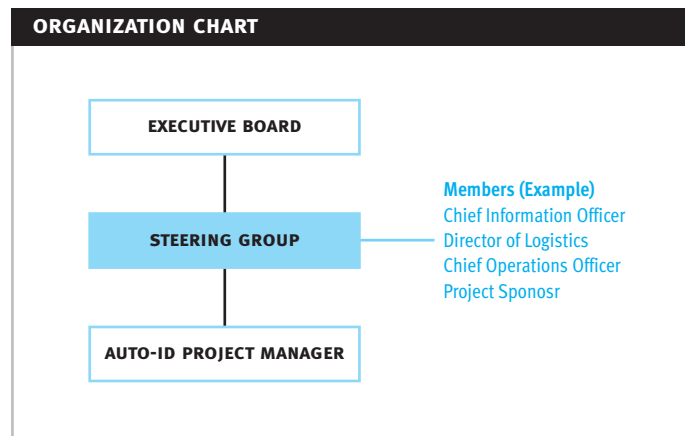 ORGANIZATION CHART
EXECUTIVE BOARD
STEERING GROUP
Members (Example)
Chief Information Officer
Director of Logistics
Chief Operations Officer
Project Sponosr
AUTO-ID PROJECT MANAGER